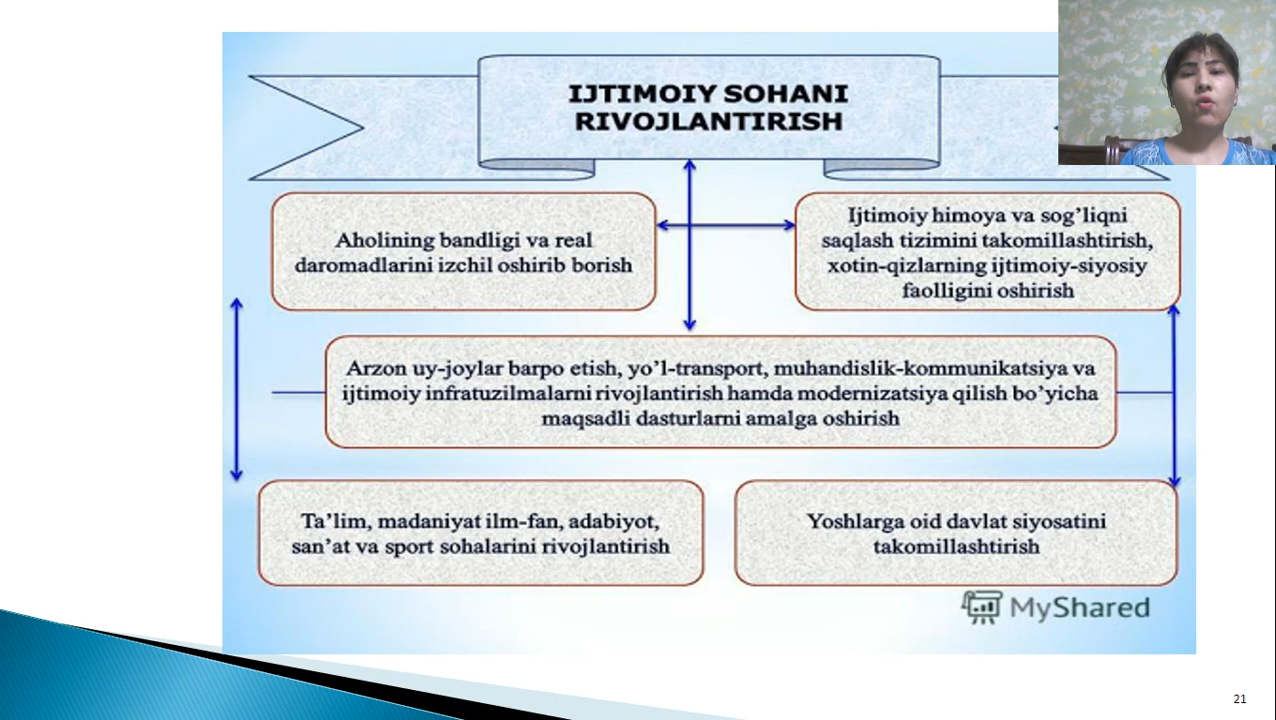 IJTIMOIY SOHANI
RIVOJLANTIRISH
Aholining bandligi va real
daromadlarini izchil oshirib borish
Ijtimoiy himoya va sog’liqni
saqlash tizimini takomillashtirish,
xotin-qizlarning ijtimoiy-siyosiy
faolligini oshirish
Arzon uy-joylar barpo etish, yo’l-transport, muhandislik-kommunikatsiya va
ijtimoiy infratuzilmalarni rivojlantirish hamda modernizatsiya qilish bo’yicha
maqsadli dasturlarni amalga oshirish
Ta’lim, madaniyat ilm-fan, adabiyot,
san’at va sport sohalarini rivojlantirish
Yoshlarga oid davlat siyosatini
takomillashtirish
MyShared
21